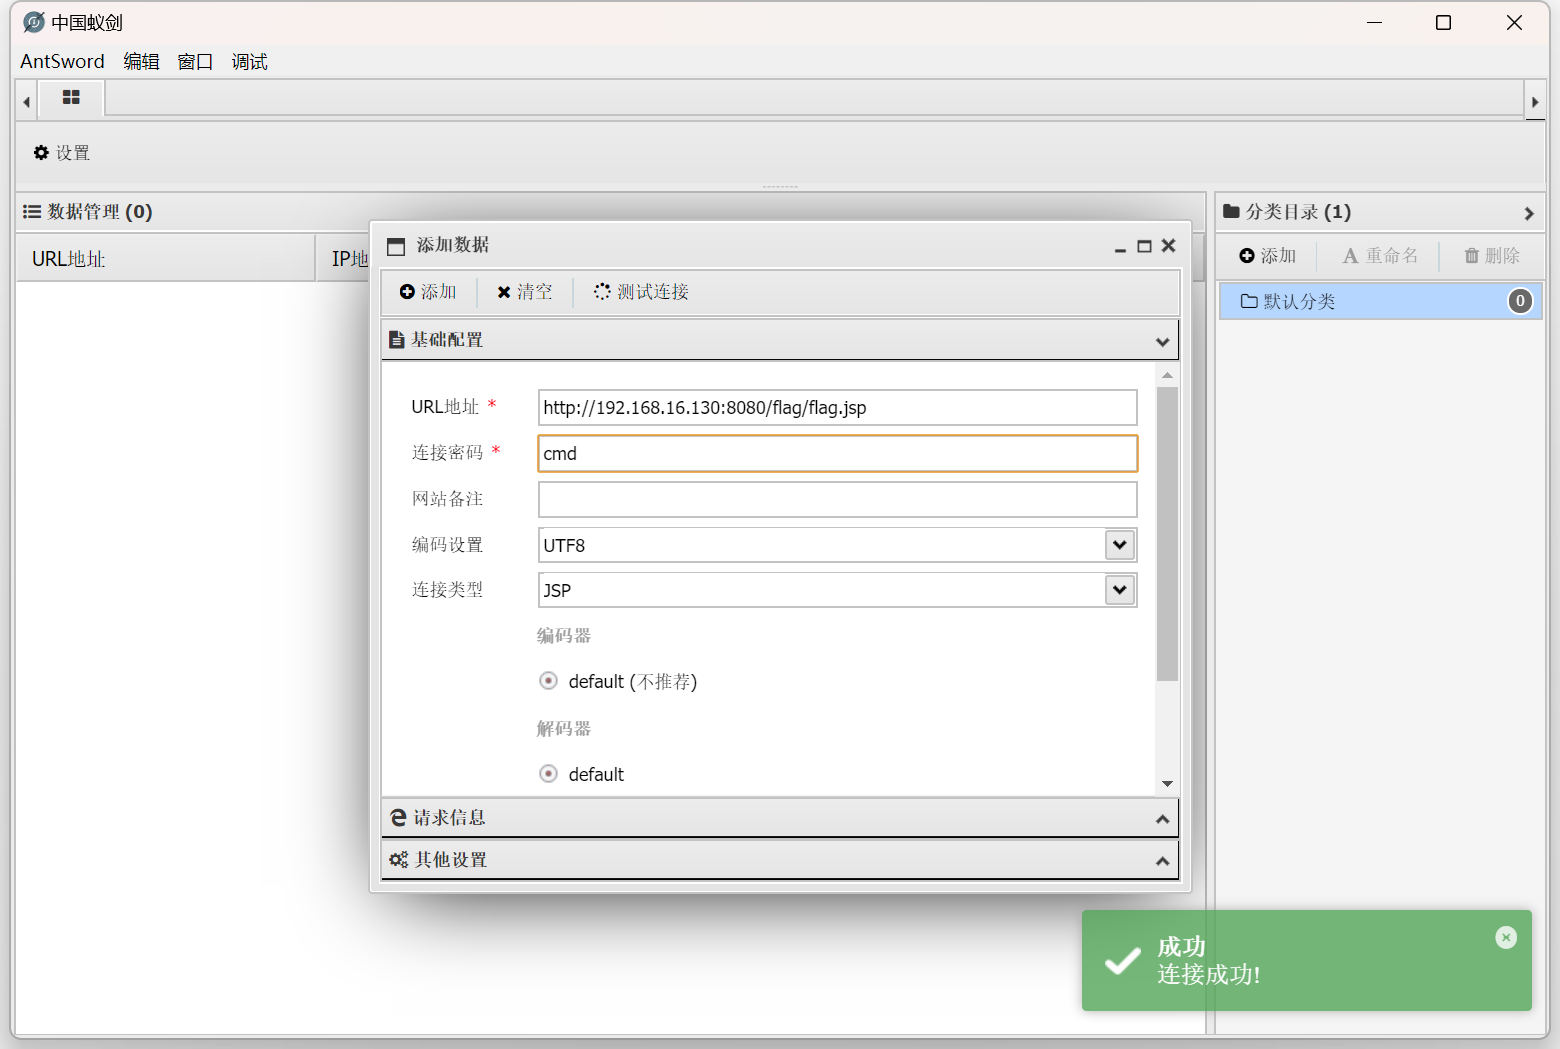 中国蚁剑
AntSword 编辑 窗口 调试
设置
数据管理 (0)
URL地址 IP地
添加数据
添加 清空 测试连接
基础配置
URL地址 * http://192.168.16.130:8080/flag/flag.jsp
连接密码 * cmd
网站备注
编码设置 UTF8
连接类型 JSP
编码器
default (不推荐)
解码器
default
请求信息
其他设置
分类目录 (1)
添加 A 重命名 删除
默认分类 0
成功
连接成功!